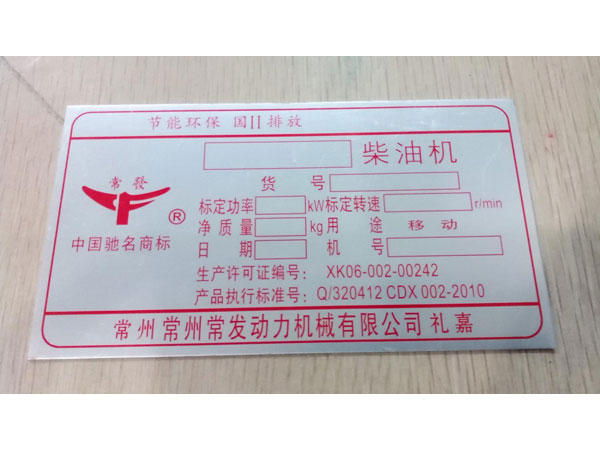 节能环保 国II排放
柴油机
常發
®
中国驰名商标
货 号
标定功率 kW 标定转速 r/min
净质量 kg 用途 移动
日期 机号
生产许可证编号: XK06-002-00242
产品执行标准号: Q/320412 CDX 002-2010
常州常州常发动力机械有限公司礼嘉